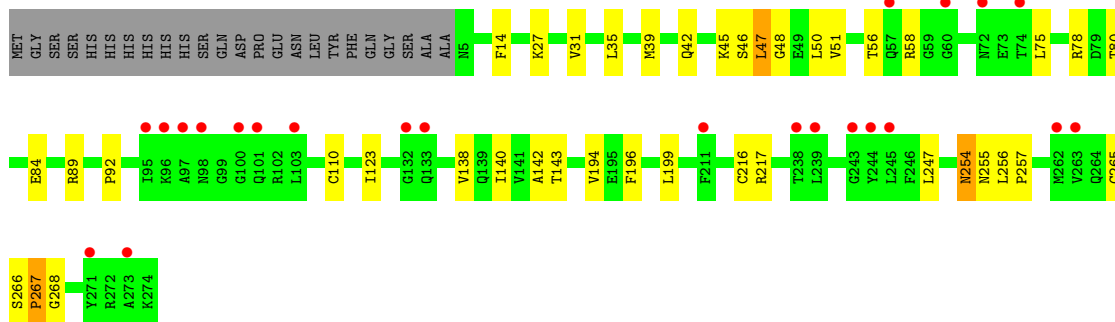 MET GLY SER SER HIS HIS HIS HIS HIS HIS SER GLN ASP PRO GLU ASN LEU TYR PHE GLN GLY SER ALA ALA N5 F14 K27 V31 L35 M39 Q42 K45 S46 L47 G48 E49 L50 V51 T56 Q57 R58 G59 G60 N72 E73 T74 L75 R78 D79 T80
E84 R89 P92 I95 K96 A97 N98 G99 G100 Q101 R102 L103 C110 I123 G132 Q133 V138 Q139 I140 V141 A142 T143 V194 E195 F196 L199 F211 C216 R217 T238 L239 G243 Y244 L245 F246 L247 N254 N255 L256 P257 M262 V263 Q264 C265
S266 P267 G268 Y271 R272 A273 K274